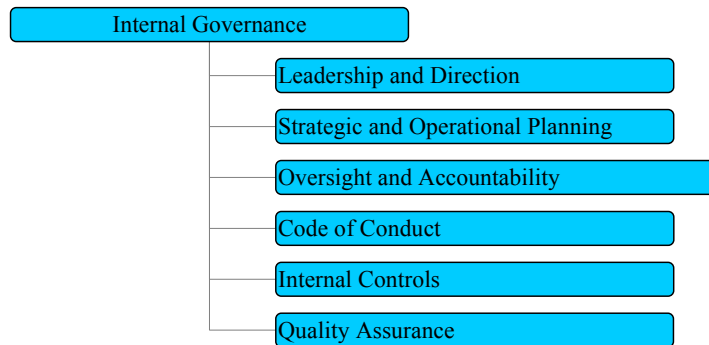 Internal Governance
Leadership and Direction
Strategic and Operational Planning
Oversight and Accountability
Code of Conduct
Internal Controls
Quality Assurance